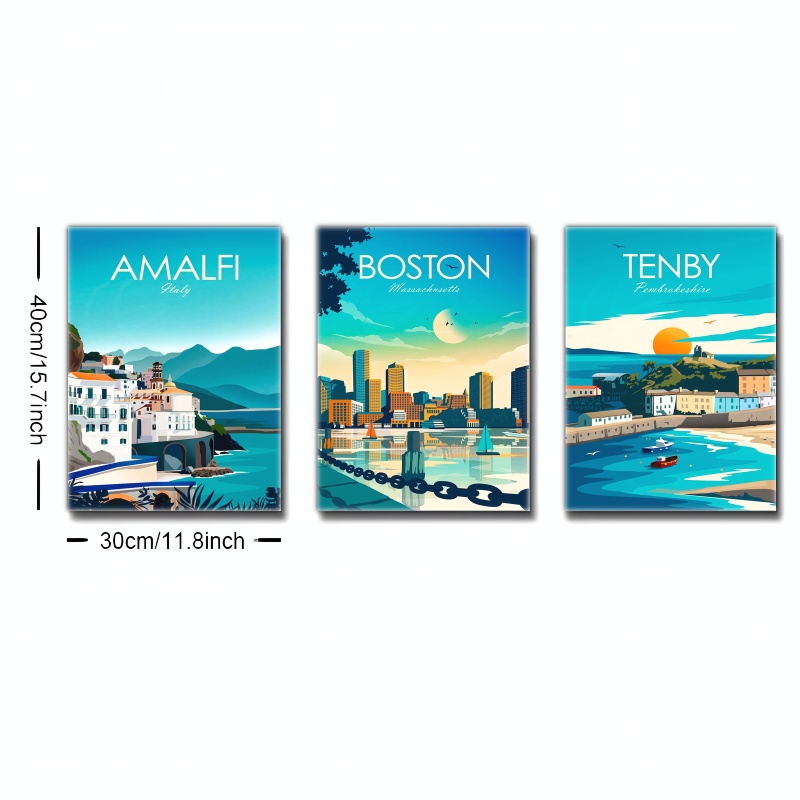 AMALFI
Italy
BOSTON
Massachusetts
TENBY
Pembrokeshire
40cm/15.7inch
30cm/11.8inch